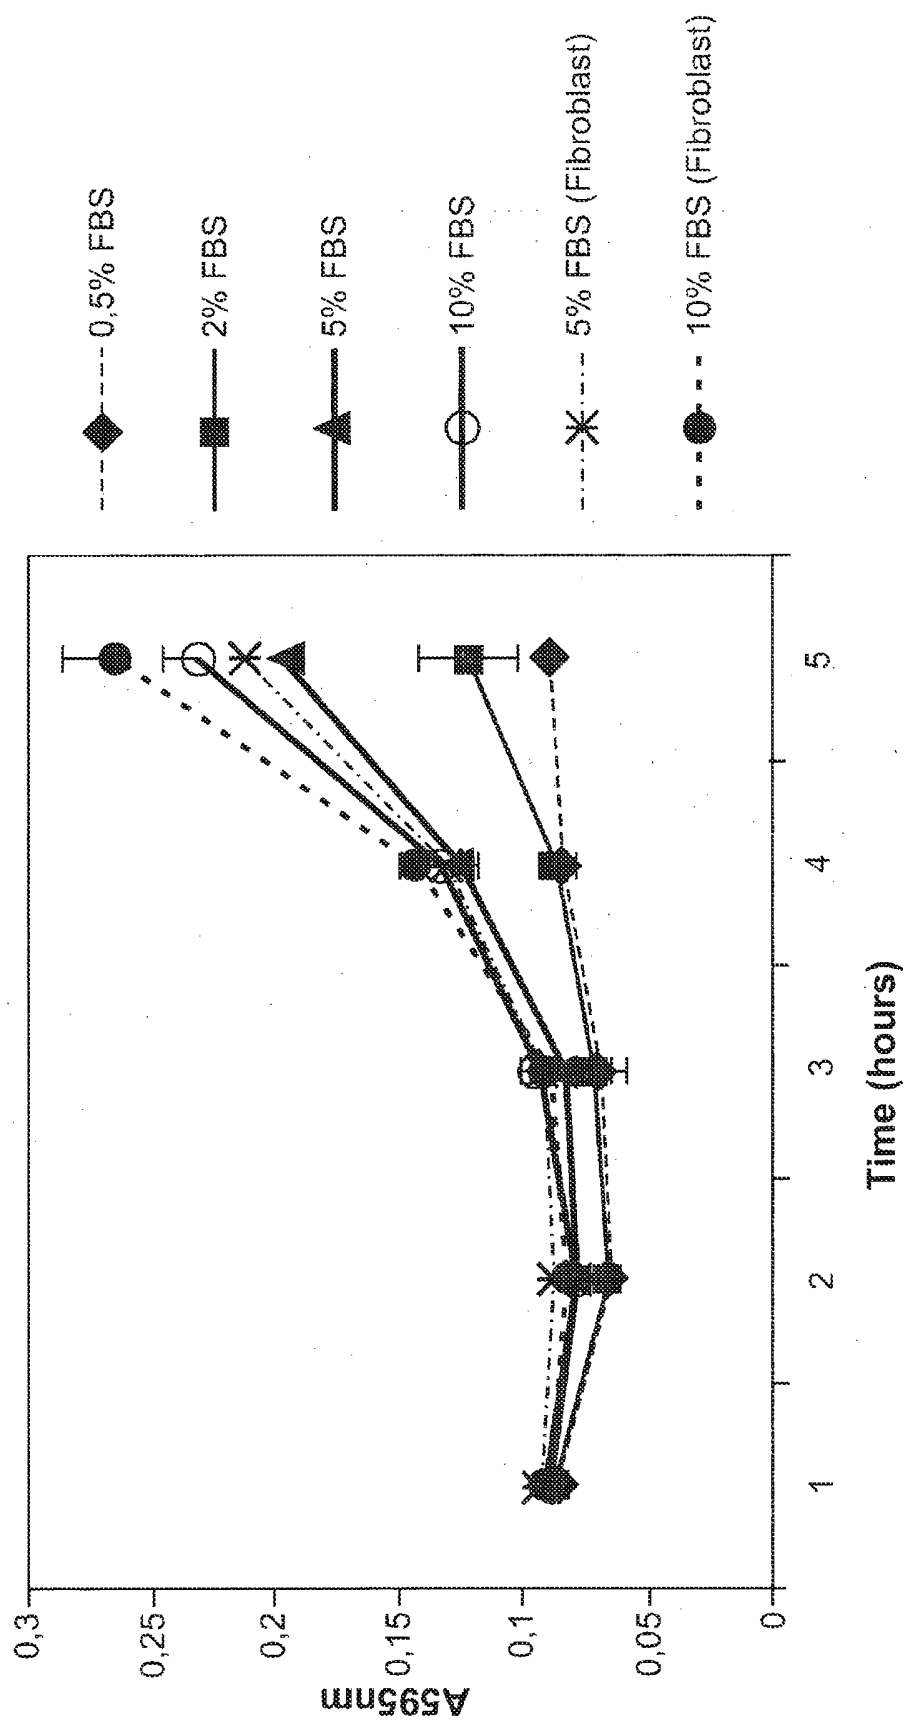 A595nm
0,3
0,25
0,2
0,15
0,1
0,05
0
1
2
3
4
5
Time (hours)
0,5% FBS
2% FBS
5% FBS
10% FBS
5% FBS (Fibroblast)
10% FBS (Fibroblast)